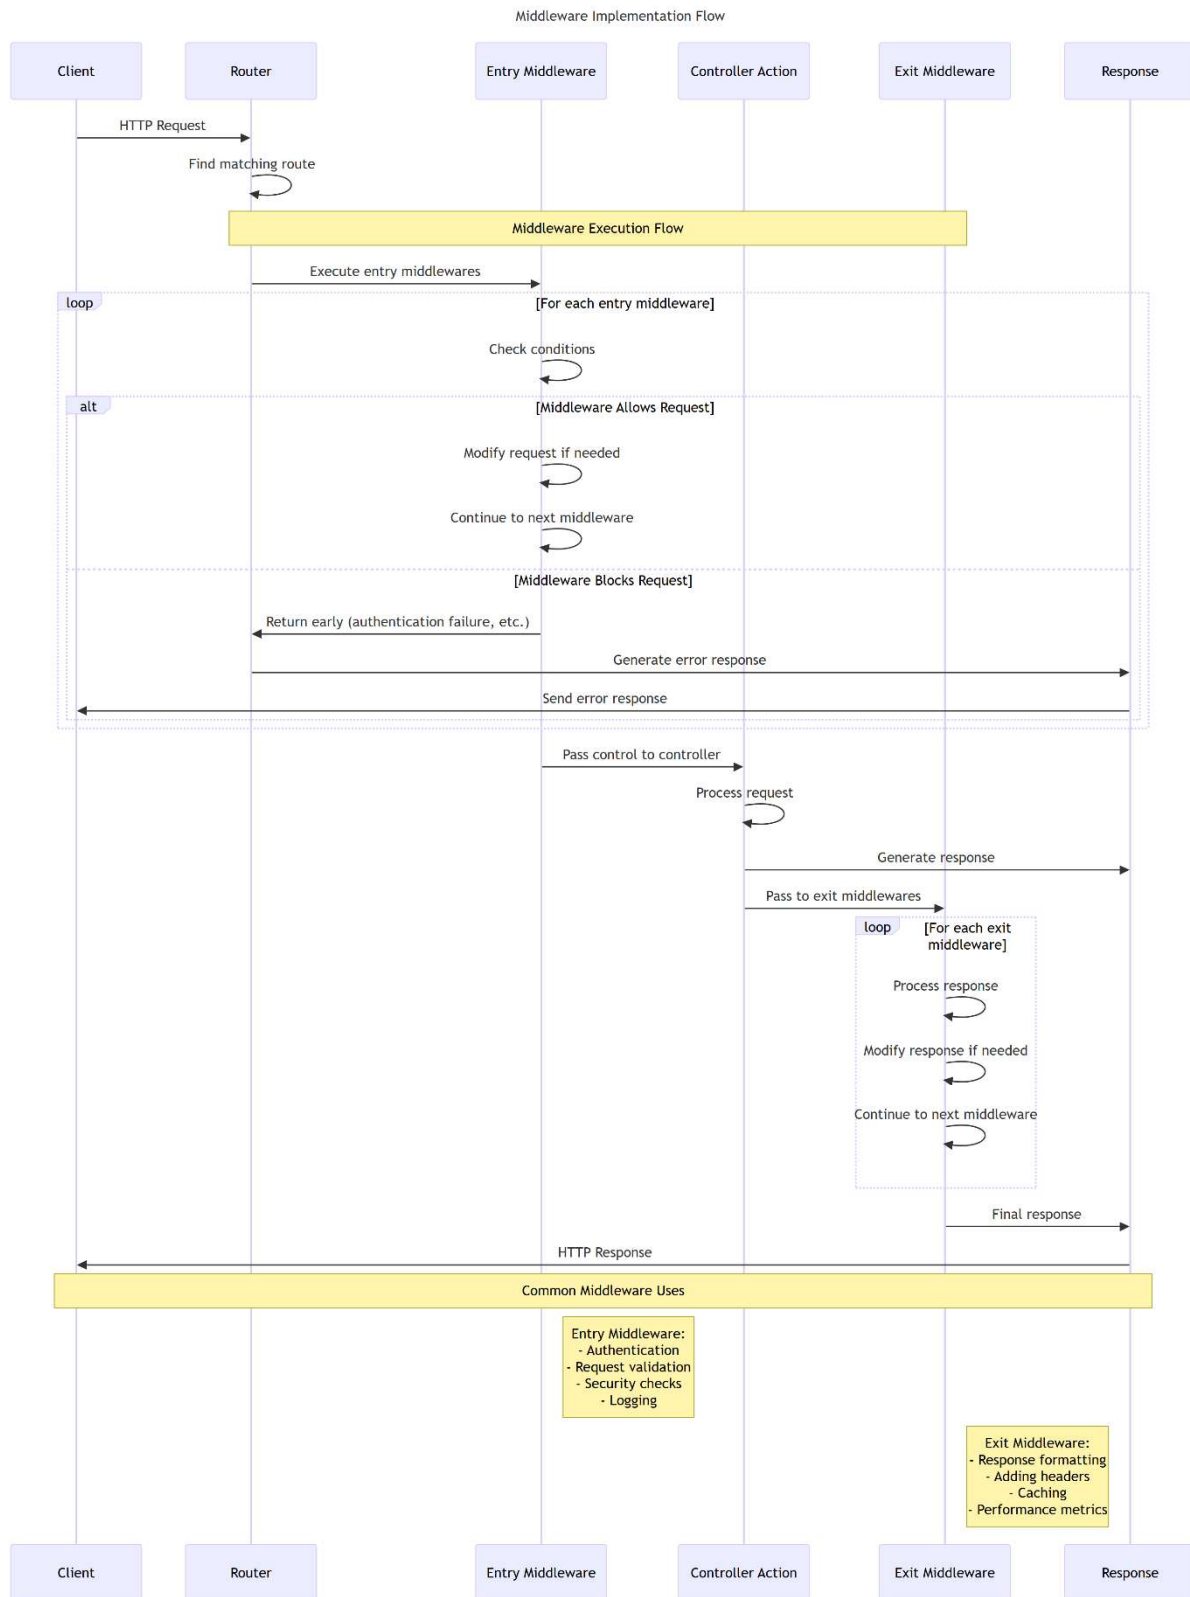 Middleware Implementation Flow
Client
Router
Entry Middleware
Controller Action
Exit Middleware
Response
HTTP Request
Find matching route
Middleware Execution Flow
Execute entry middlewares
loop
[For each entry middleware]
Check conditions
alt
[Middleware Allows Request]
Modify request if needed
Continue to next middleware
[Middleware Blocks Request]
Return early (authentication failure, etc.)
Generate error response
Send error response
Pass control to controller
Process request
Generate response
Pass to exit middlewares
loop
[For each exit
middleware]
Process response
Modify response if needed
Continue to next middleware
Final response
HTTP Response
Common Middleware Uses
Entry Middleware:
- Authentication
- Request validation
- Security checks
- Logging
Exit Middleware:
- Response formatting
- Adding headers
- Caching
- Performance metrics
Client
Router
Entry Middleware
Controller Action
Exit Middleware
Response